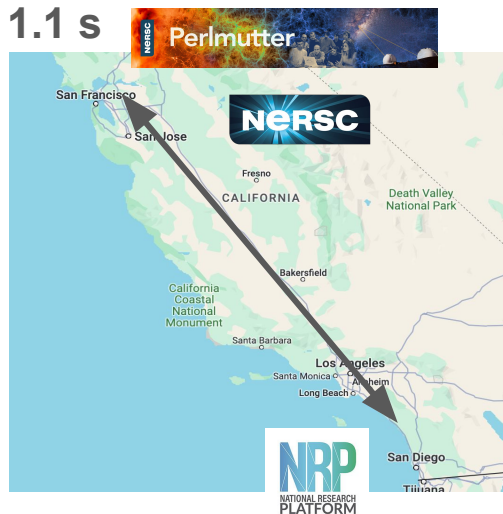 1.1 s
NERSC
Perlmutter
San Francisco
San Jose
NERSC
Fresno
CALIFORNIA
Death Valley
National Park
Bakersfield
California
Coastal
National
Monument
Santa Barbara
Los Angeles
Santa Monica
Anaheim
Long Beach
San Diego
Tijuana
NRP
NATIONAL RESEARCH
PLATFORM